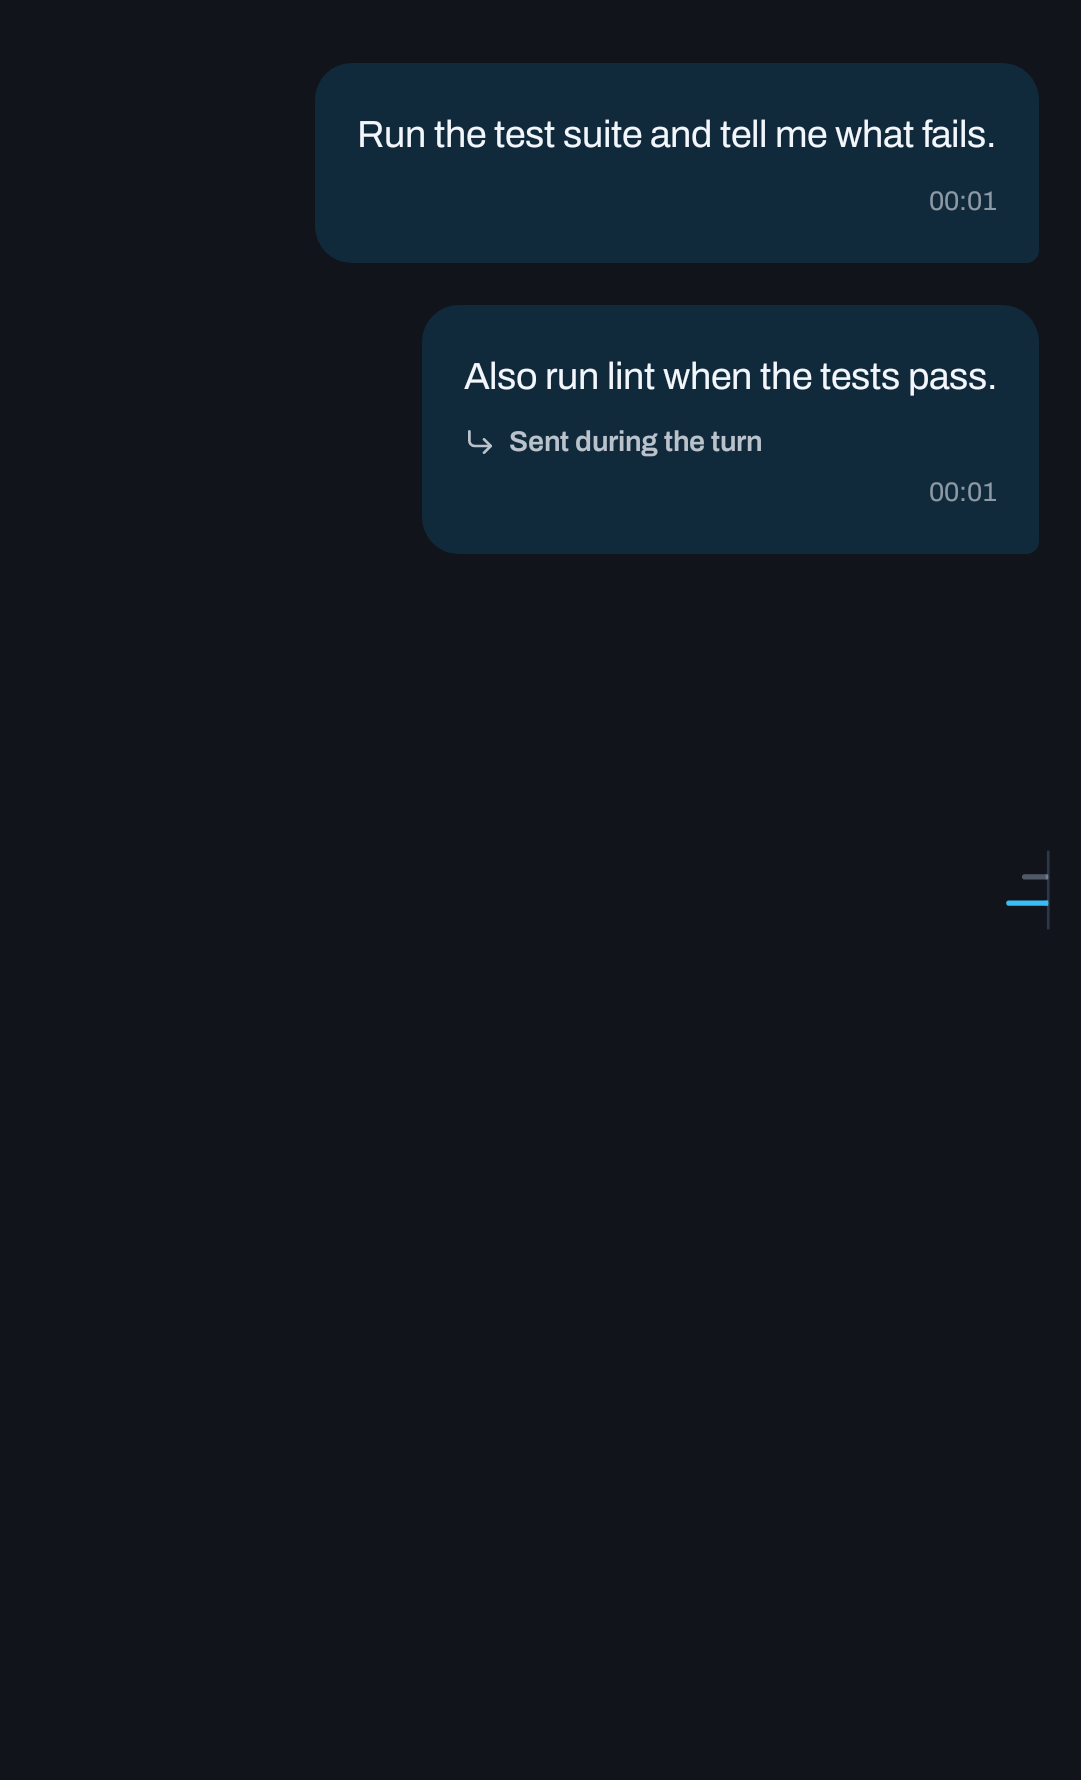 Run the test suite and tell me what fails.
00:01
Also run lint when the tests pass.
Sent during the turn
00:01